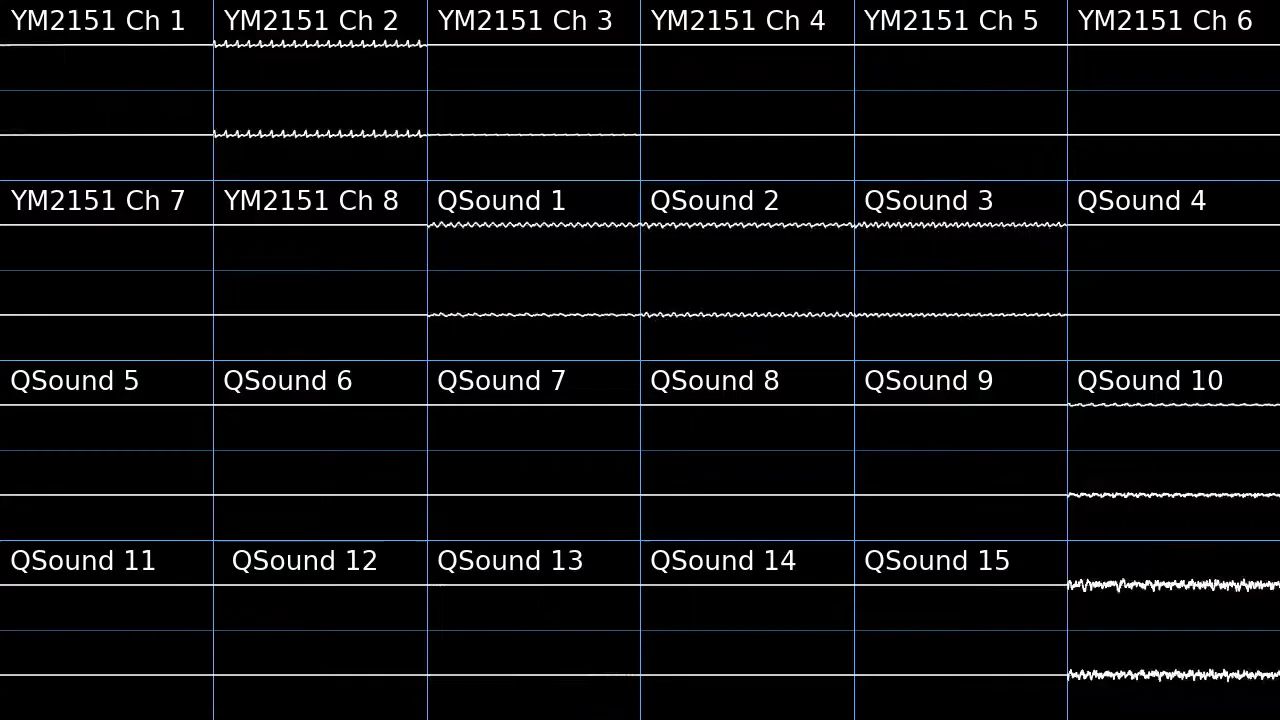 YM2151 Ch 1
YM2151 Ch 2
YM2151 Ch 3
YM2151 Ch 4
YM2151 Ch 5
YM2151 Ch 6
YM2151 Ch 7
YM2151 Ch 8
QSound 1
QSound 2
QSound 3
QSound 4
QSound 5
QSound 6
QSound 7
QSound 8
QSound 9
QSound 10
QSound 11
QSound 12
QSound 13
QSound 14
QSound 15